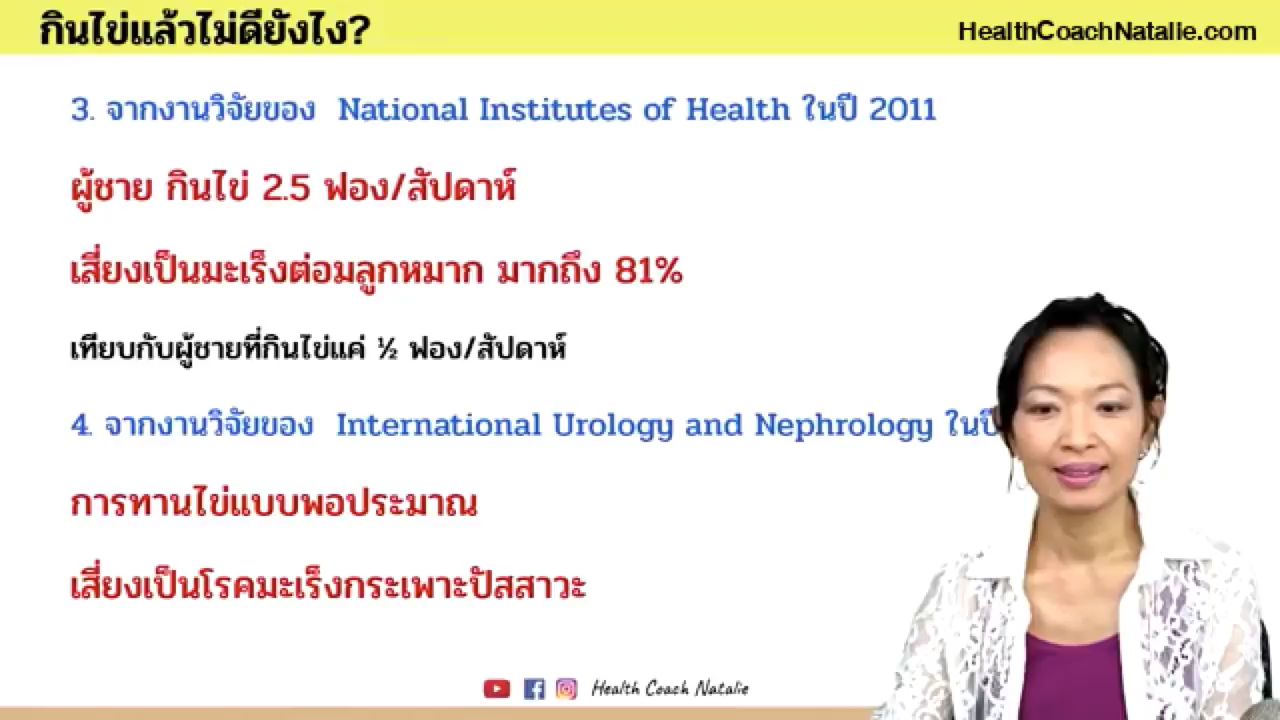 กินไข่แล้วไม่ดียังไง?
HealthCoachNatalie.com
3. จากงานวิจัยของ National Institutes of Health ในปี 2011
ผู้ชาย กินไข่ 2.5 ฟอง/สัปดาห์
เสี่ยงเป็นมะเร็งต่อมลูกหมาก มากถึง 81%
เทียบกับผู้ชายที่กินไข่แค่ ½ ฟอง/สัปดาห์
4. จากงานวิจัยของ International Urology and Nephrology ในปี
การทานไข่แบบพอประมาณ
เสี่ยงเป็นโรคมะเร็งกระเพาะปัสสาวะ
Health Coach Natalie